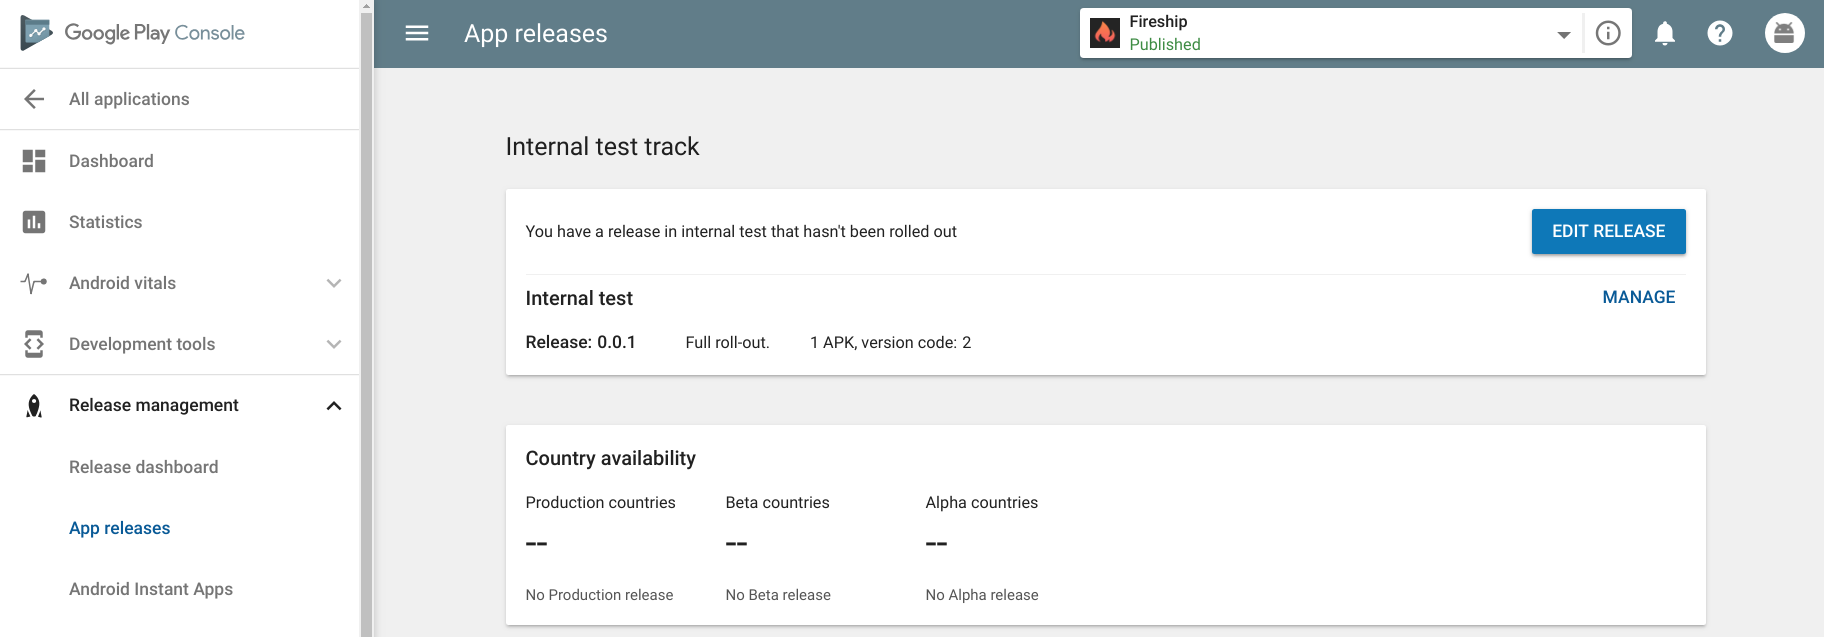 Google Play Console
All applications
Dashboard
Statistics
Android vitals
Development tools
Release management
Release dashboard
App releases
Android Instant Apps
App releases
Fireship
Published
Internal test track
You have a release in internal test that hasn't been rolled out
EDIT RELEASE
Internal test
MANAGE
Release: 0.0.1 Full roll-out. 1 APK, version code: 2
Country availability
Production countries Beta countries Alpha countries
-- -- --
No Production release No Beta release No Alpha release